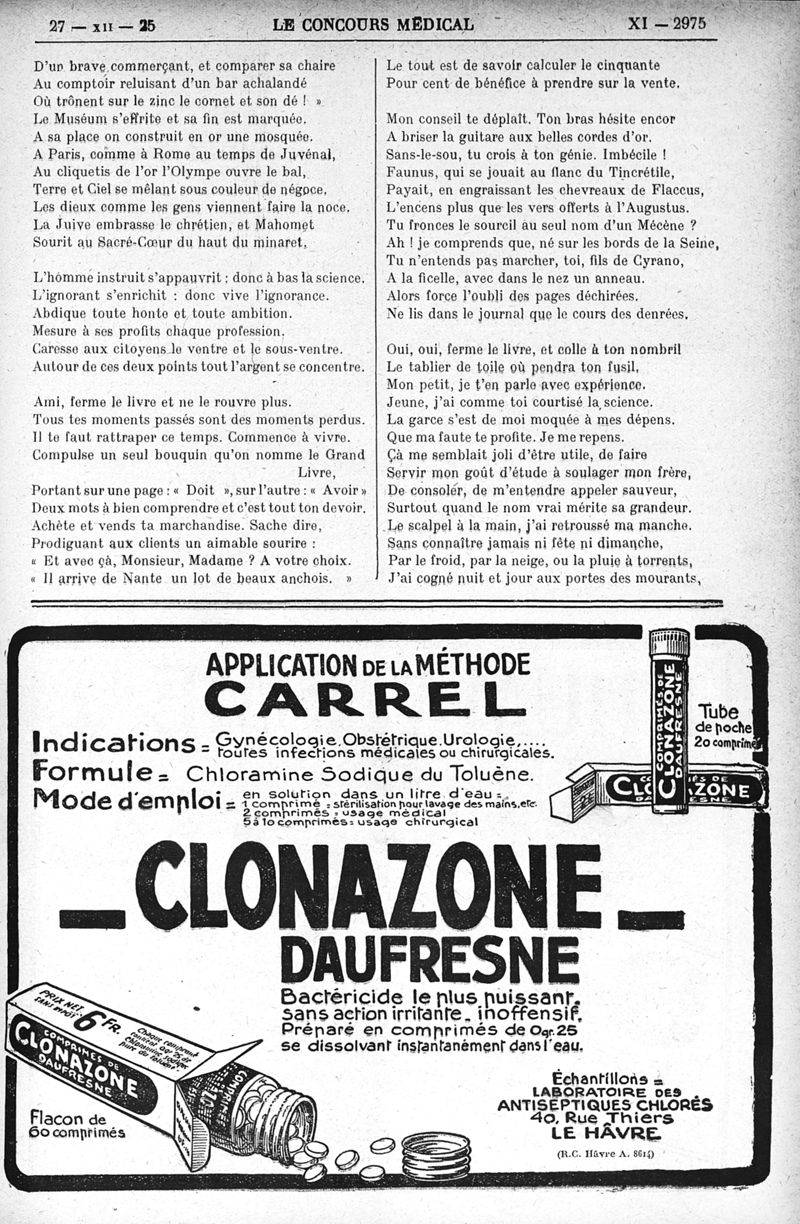 27 — XII — 25 LE CONCOURS MÉDICAL XI — 2975
D'un brave commerçant, et comparer sa chaire
Au comptoir reluisant d'un bar achalandé
Où trônent sur le zinc le cornet et son dé ! »
Le Muséum s'effrite et sa fin est marquée.
A sa place on construit en or une mosquée.
A Paris, comme à Rome au temps de Juvénal,
Au cliquetis de l'or l'Olympe ouvre le bal,
Terre et Ciel se mêlant sous couleur de négoce.
Les dieux comme les gens viennent faire la noce.
La Juive embrasse le chrétien, et Mahomet
Sourit au Sacré-Cœur du haut du minaret.
L'homme instruit s'appauvrit : donc à bas la science.
L'ignorant s'enrichit : donc vive l'ignorance.
Abdique toute honte et toute ambition.
Mesure à ses profits chaque profession.
Caresse aux citoyens le ventre et le sous-ventre.
Autour de ces deux points tout l'argent se concentre.
Ami, ferme le livre et ne le rouvre plus.
Tous tes moments passés sont des moments perdus.
Il te faut rattraper ce temps. Commence à vivre.
Compulse un seul bouquin qu'on nomme le Grand
Livre,
Portant sur une page : « Doit », sur l'autre : « Avoir »
Deux mots à bien comprendre et c'est tout ton devoir.
Achète et vends ta marchandise. Sache dire,
Prodiguant aux clients un aimable sourire :
« Et avec çà, Monsieur, Madame ? A votre choix.
« Il arrive de Nante un lot de beaux anchois. »
Le tout est de savoir calculer le cinquante
Pour cent de bénéfice à prendre sur la vente.
Mon conseil te déplaît. Ton bras hésite encor
A briser la guitare aux belles cordes d'or.
Sans-le-sou, tu crois à ton génie. Imbécile !
Faunus, qui se jouait au flanc du Tincrétile,
Payait, en engraissant les chevreaux de Flaccus,
L'encens plus que les vers offerts à l'Augustus.
Tu fronces le sourcil au seul nom d'un Mécène ?
Ah ! je comprends que, né sur les bords de la Seine,
Tu n'entends pas marcher, toi, fils de Cyrano,
A la ficelle, avec dans le nez un anneau.
Alors force l'oubli des pages déchirées.
Ne lis dans le journal que le cours des denrées.
Oui, oui, ferme le livre, et colle à ton nombril
Le tablier de toile où pendra ton fusil.
Mon petit, je t'en parle avec expérience.
Jeune, j'ai comme toi courtisé la science.
La garce s'est de moi moquée à mes dépens.
Que ma faute te profite. Je me repens.
Çà me semblait joli d'être utile, de faire
Servir mon goût d'étude à soulager mon frère,
De consoler, de m'entendre appeler sauveur,
Surtout quand le nom vrai mérite sa grandeur.
Le scalpel à la main, j'ai retroussé ma manche.
Sans connaître jamais ni fête ni dimanche,
Par le froid, par la neige, ou la pluie à torrents,
J'ai cogné nuit et jour aux portes des mourants,
APPLICATION DE LA MÉTHODE
CARREL
Indications = Gynécologie, Obstétrique, Urologie,....
toutes infections médicales ou chirurgicales.
Formule = Chloramine Sodique du Toluène.
Mode d'emploi = en solution dans un litre d'eau =
1 comprimé = stérilisation pour lavage des mains, etc.
2 comprimés = usage médical
5 à 10 comprimés = usage chirurgical
COMPRIMÉS DE
CLONAZONE
DAUFRESNE
Tube
de poche
20 comprimés
— CLONAZONE —
DAUFRESNE
Bactéricide le plus puissant,
sans action irritante, inoffensif.
Préparé en comprimés de 0gr.25
se dissolvant instantanément dans l'eau.
PRIX NET
6 FR.
COMPRIMÉS DE
CLONAZONE
DAUFRESNE
Flacon de
60 comprimés
Échantillons =
LABORATOIRE DES
ANTISEPTIQUES CHLORÉS
40, Rue Thiers
LE HÂVRE
(R.C. Hâvre A. 8614)